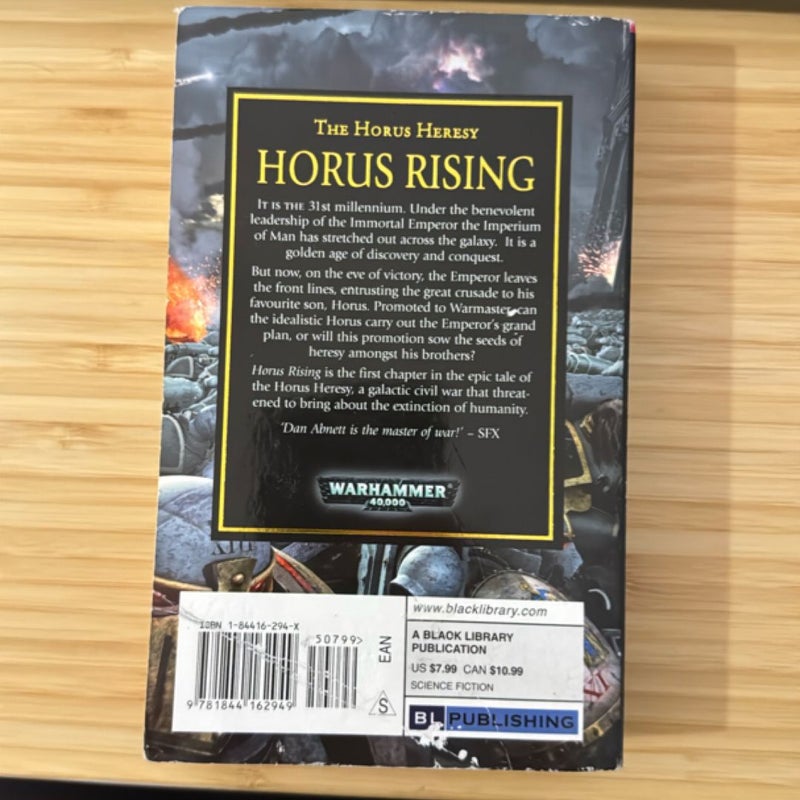 THE HORUS HERESY
HORUS RISING
IT IS THE 31st millennium. Under the benevolent
leadership of the Immortal Emperor the Imperium
of Man has stretched out across the galaxy. It is a
golden age of discovery and conquest.
But now, on the eve of victory, the Emperor leaves
the front lines, entrusting the great crusade to his
favourite son, Horus. Promoted to Warmaster, can
the idealistic Horus carry out the Emperor's grand
plan, or will this promotion sow the seeds of
heresy amongst his brothers?
Horus Rising is the first chapter in the epic tale of
the Horus Heresy, a galactic civil war that threat-
ened to bring about the extinction of humanity.
'Dan Abnett is the master of war!' – SFX
WARHAMMER
40,000
XIII
ISBN 1-84416-294-X
50799>
EAN
9 781844 162949
S
www.blacklibrary.com
A BLACK LIBRARY
PUBLICATION
US $7.99 CAN $10.99
SCIENCE FICTION
BL PUBLISHING